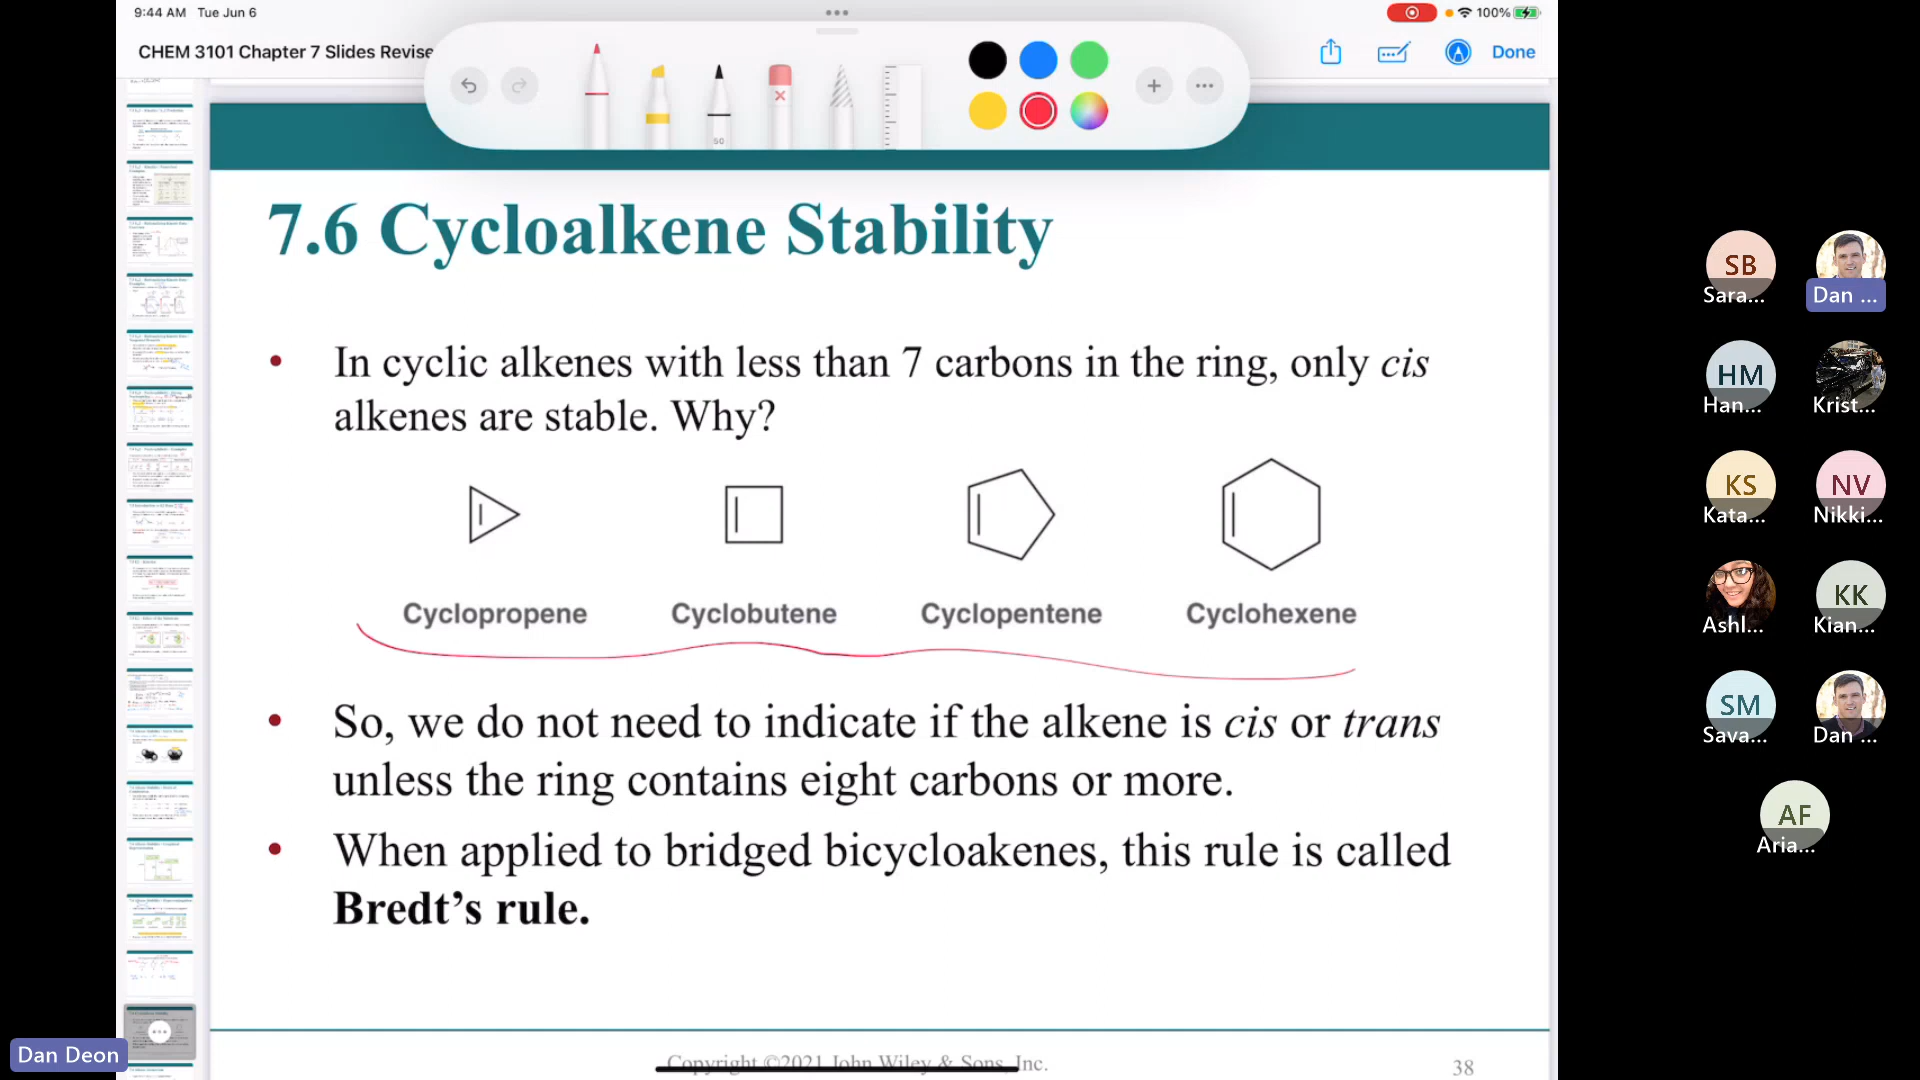 9:44 AM Tue Jun 6
100%
CHEM 3101 Chapter 7 Slides Revise
Done
50
7.6 Cycloalkene Stability
• In cyclic alkenes with less than 7 carbons in the ring, only cis
alkenes are stable. Why?
Cyclopropene Cyclobutene Cyclopentene Cyclohexene
• So, we do not need to indicate if the alkene is cis or trans
unless the ring contains eight carbons or more.
• When applied to bridged bicycloakenes, this rule is called
Bredt’s rule.
Copyright ©2021 John Wiley & Sons, Inc.
38
Dan Deon
SB
Sara...
Dan ...
HM
Han...
Krist...
KS
Kata...
NV
Nikki...
Ashl...
KK
Kian...
SM
Sava...
Dan ...
AF
Aria...